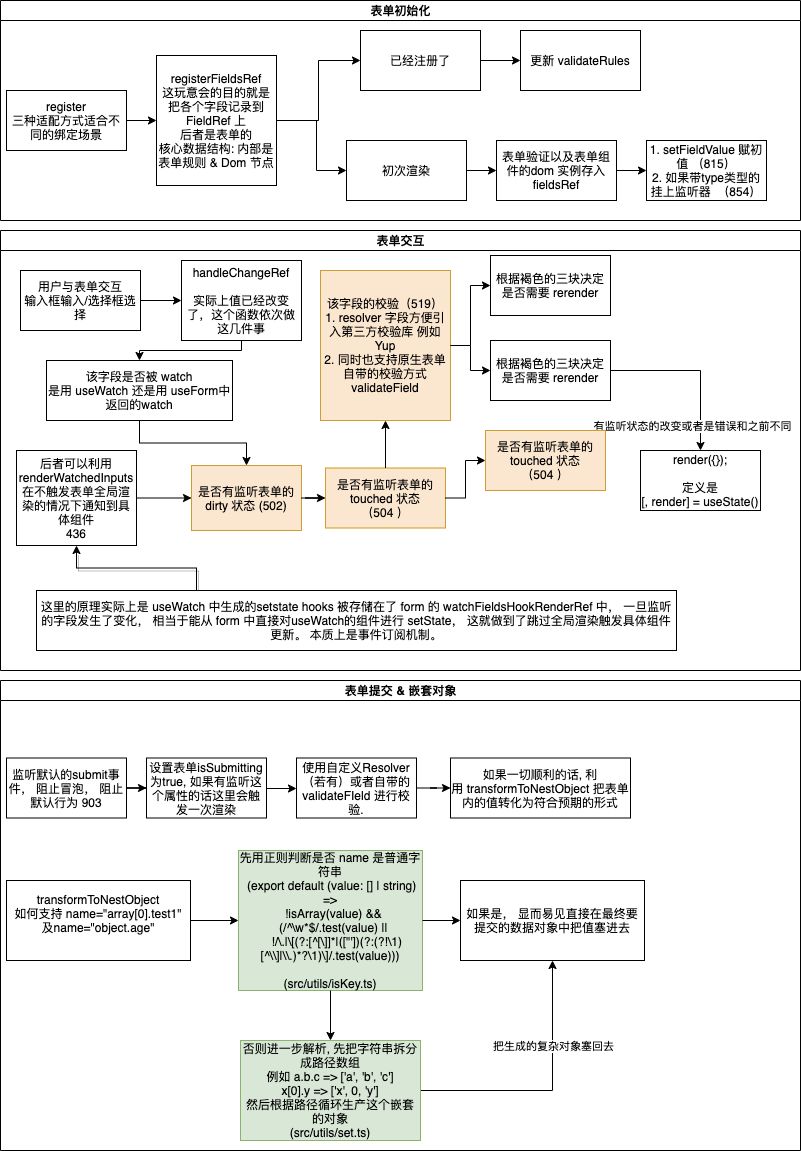 表单初始化
register
三种适配方式适合不
同的绑定场景
registerFieldsRef
这玩意会的目的就是
把各个字段记录到
FieldRef 上
后者是表单的
核心数据结构: 内部是
表单规则 & Dom 节点
已经注册了
更新 validateRules
初次渲染
表单验证以及表单组
件的dom 实例存入
fieldsRef
1. setFieldValue 赋初
值 （815）
2. 如果带type类型的
挂上监听器 （854）
表单交互
用户与表单交互
输入框输入/选择框选
择
handleChangeRef
实际上值已经改变
了，这个函数依次做
这几件事
该字段是否被 watch
是用 useWatch 还是用 useForm中
返回的watch
后者可以利用
renderWatchedInputs
在不触发表单全局渲
染的情况下通知到具
体组件
436
是否有监听表单的
dirty 状态 (502)
是否有监听表单的
touched 状态
（504 ）
该字段的校验（519）
1. resolver 字段方便引
入第三方校验库 例如
Yup
2. 同时也支持原生表单
自带的校验方式
validateField
根据褐色的三块决定
是否需要 rerender
根据褐色的三块决定
是否需要 rerender
是否有监听表单的
touched 状态
（504 ）
有监听状态的改变或者是错误和之前不同
render({});
定义是
[, render] = useState()
这里的原理实际上是 useWatch 中生成的setstate hooks 被存储在了 form 的 watchFieldsHookRenderRef 中， 一旦监听
的字段发生了变化， 相当于能从 form 中直接对useWatch的组件进行 setState， 这就做到了跳过全局渲染触发具体组件
更新。 本质上是事件订阅机制。
表单提交 & 嵌套对象
监听默认的submit事
件， 阻止冒泡， 阻止
默认行为 903
设置表单isSubmitting
为true, 如果有监听这
个属性的话这里会触
发一次渲染
使用自定义Resolver
（若有）或者自带的
validateFIeld 进行校
验.
如果一切顺利的话, 利
用 transformToNestObject 把表单
内的值转化为符合预期的形式
transformToNestObject
如何支持 name="array[0].test1"
及name="object.age"
先用正则判断是否 name 是普通字
符串
(export default (value: [] | string)
=>
!isArray(value) &&
(/^\w*$/.test(value) ||
!/\.|\[(?:[^[\]]*|(["'])(?:(?!\1)
[^\\]|\\.)*?\1)\]/.test(value)))
(src/utils/isKey.ts)
如果是， 显而易见直接在最终要
提交的数据对象中把值塞进去
否则进一步解析, 先把字符串拆分
成路径数组
例如 a.b.c => ['a', 'b', 'c']
x[0].y => ['x', 0, 'y']
然后根据路径循环生产这个嵌套
的对象
(src/utils/set.ts)
把生成的复杂对象塞回去